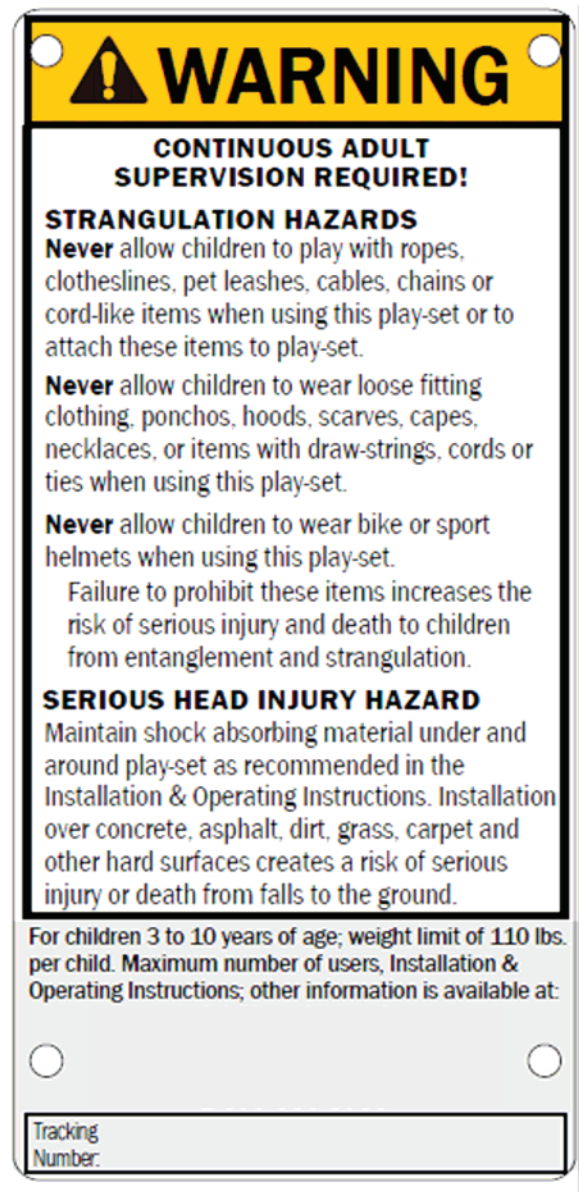 WARNING
CONTINUOUS ADULT
SUPERVISION REQUIRED!
STRANGULATION HAZARDS
Never allow children to play with ropes,
clotheslines, pet leashes, cables, chains or
cord-like items when using this play-set or to
attach these items to play-set.
Never allow children to wear loose fitting
clothing, ponchos, hoods, scarves, capes,
necklaces, or items with draw-strings, cords or
ties when using this play-set.
Never allow children to wear bike or sport
helmets when using this play-set.
Failure to prohibit these items increases the
risk of serious injury and death to children
from entanglement and strangulation.
SERIOUS HEAD INJURY HAZARD
Maintain shock absorbing material under and
around play-set as recommended in the
Installation & Operating Instructions. Installation
over concrete, asphalt, dirt, grass, carpet and
other hard surfaces creates a risk of serious
injury or death from falls to the ground.
For children 3 to 10 years of age; weight limit of 110 lbs.
per child. Maximum number of users, Installation &
Operating Instructions; other information is available at:
Tracking
Number: